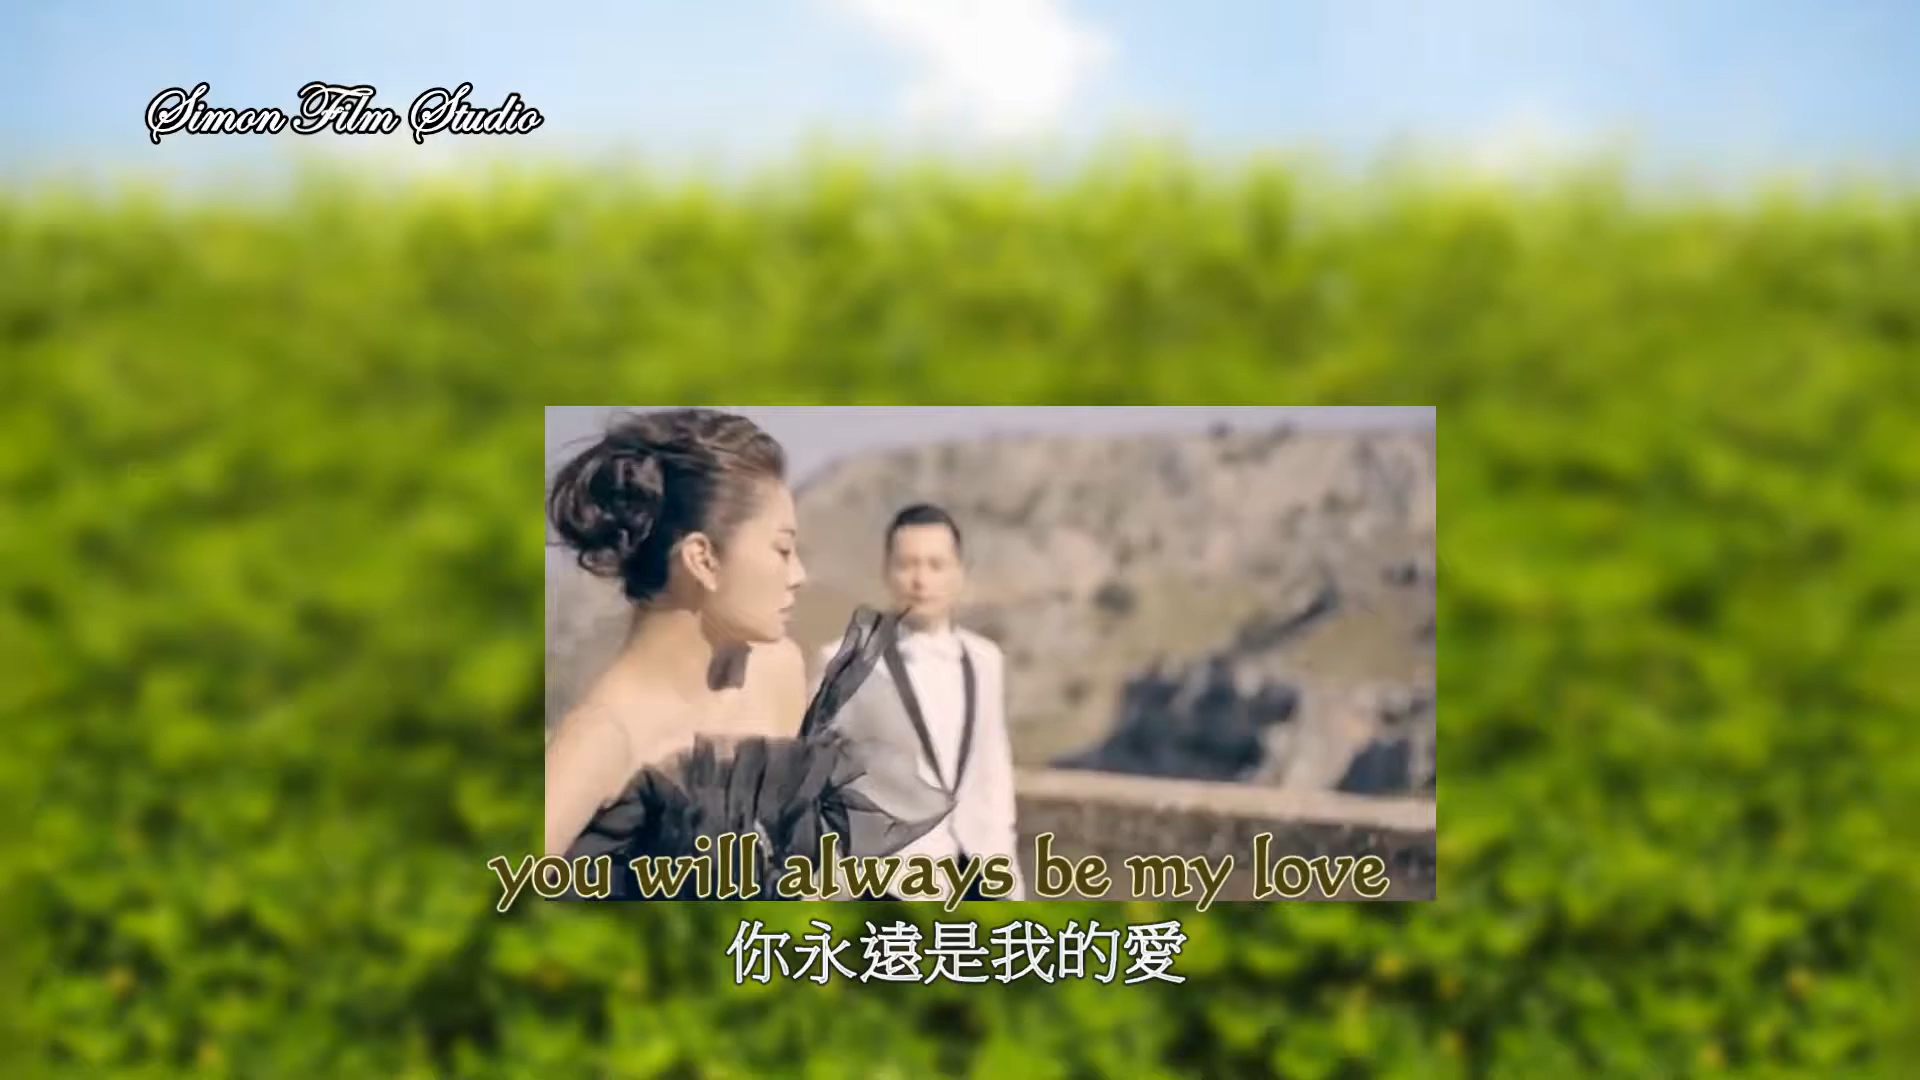 Simon Film Studio
you will always be my love
你永遠是我的愛